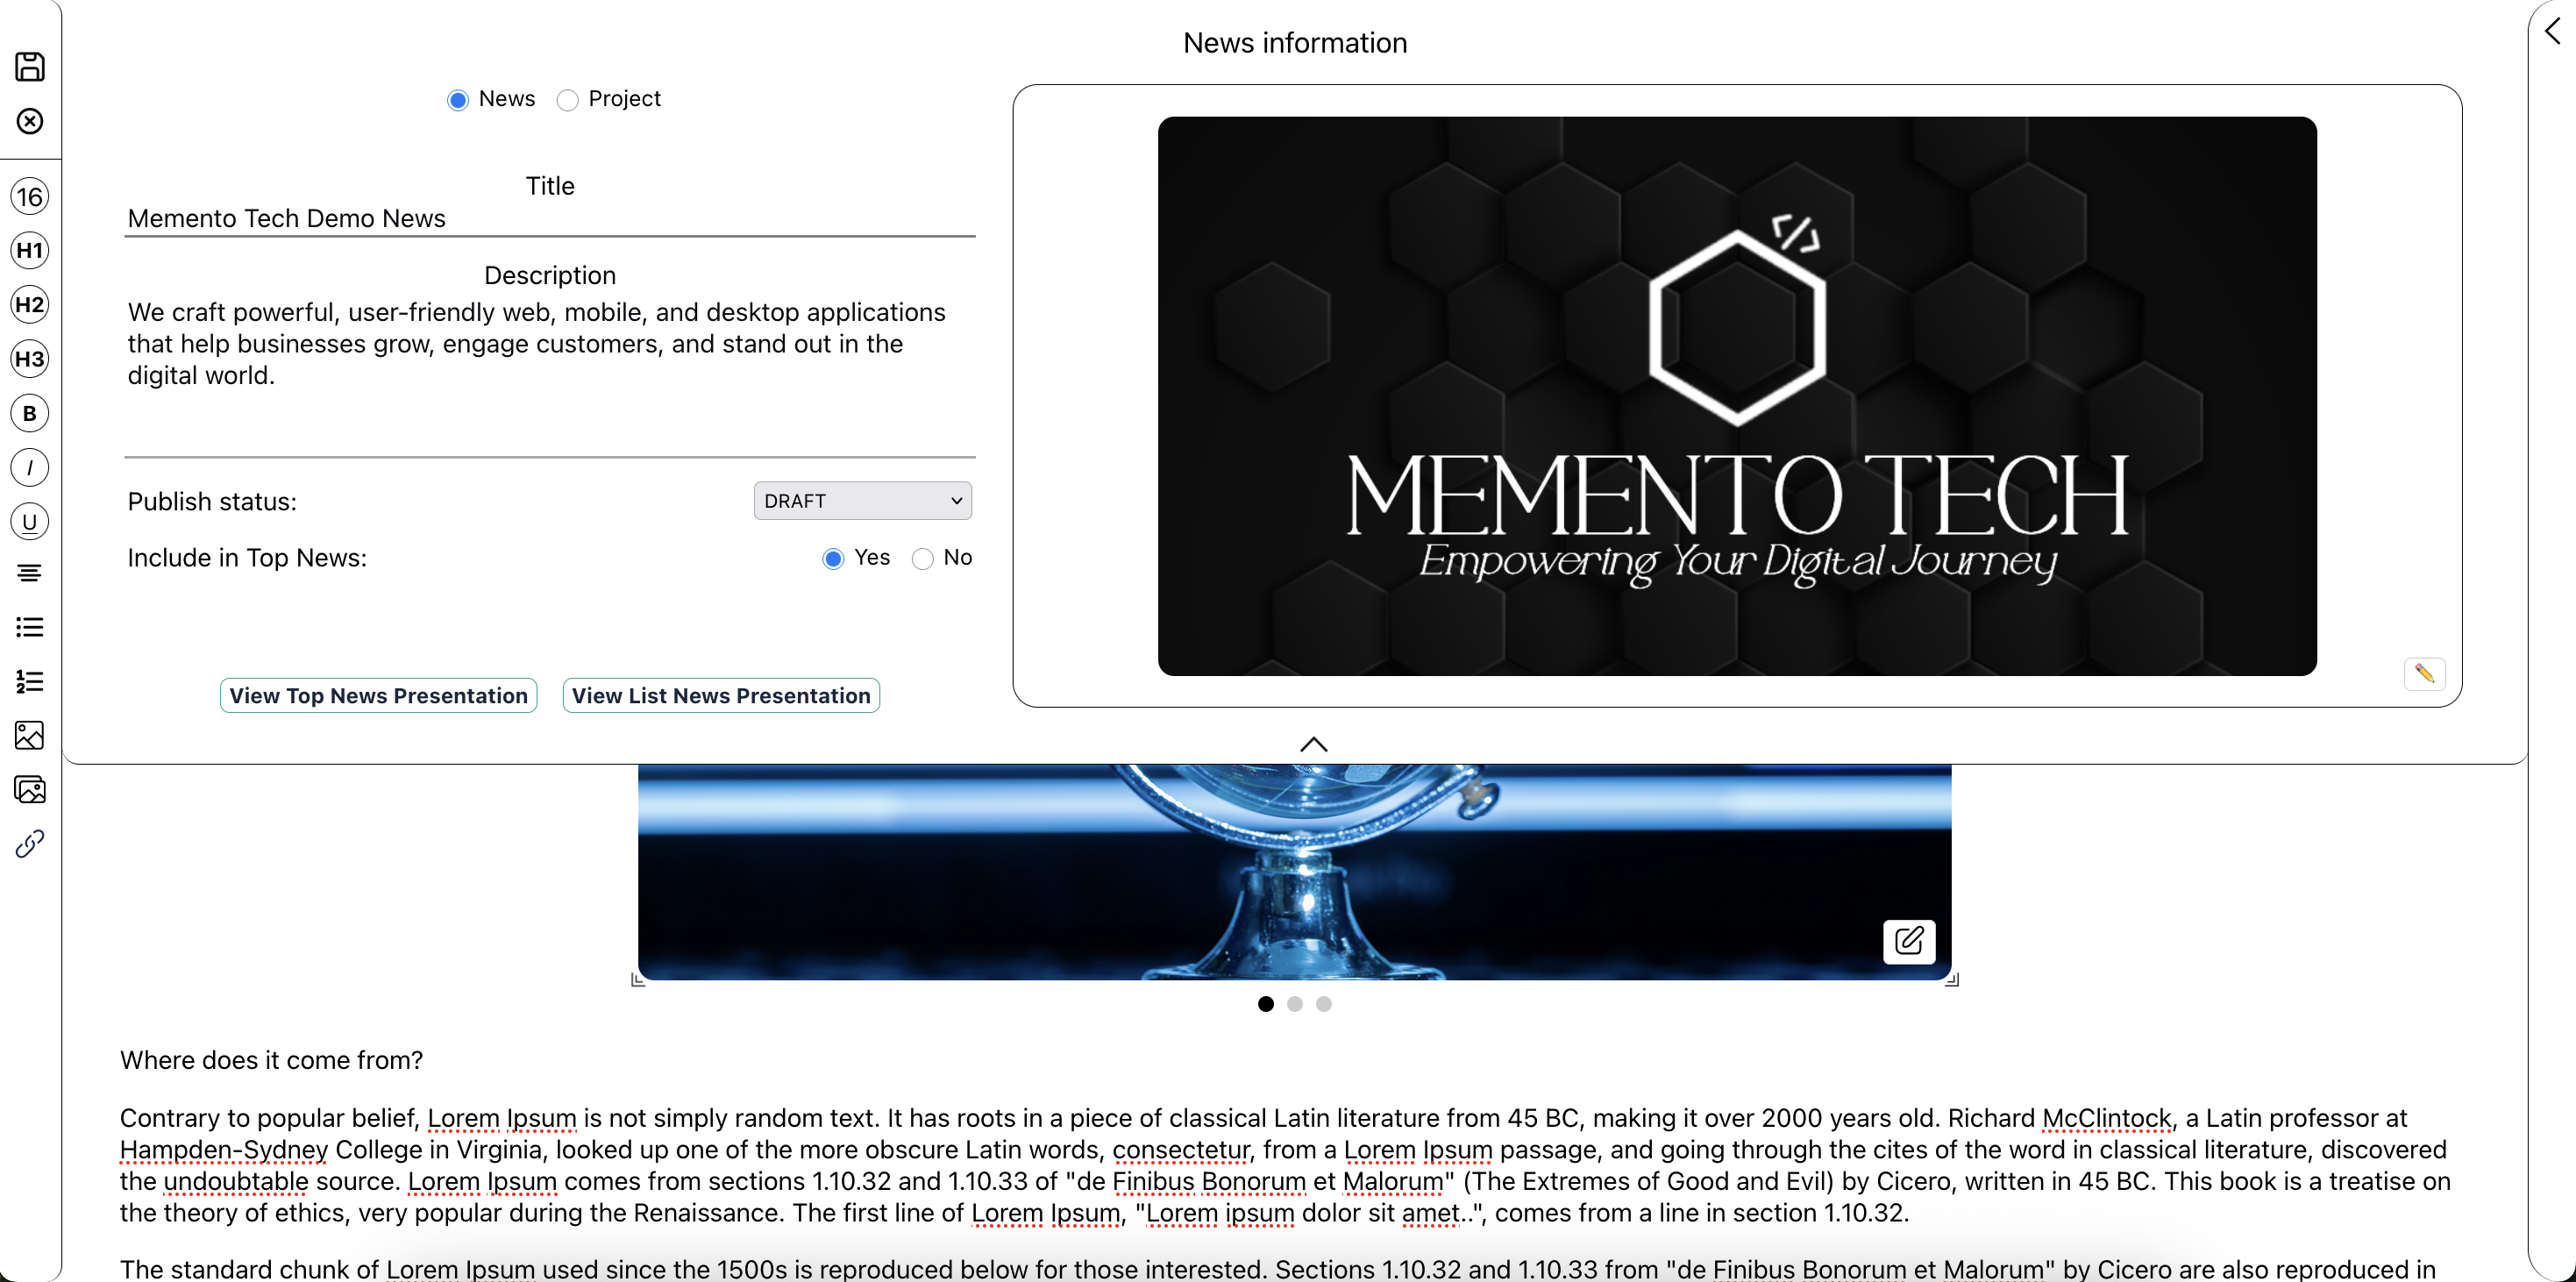 News information
News Project
Title
Memento Tech Demo News
Description
We craft powerful, user-friendly web, mobile, and desktop applications
that help businesses grow, engage customers, and stand out in the
digital world.
Publish status: DRAFT
Include in Top News: Yes No
View Top News Presentation View List News Presentation
16
H1
H2
H3
B
I
U
1
2
</>
MEMENTO TECH
Empowering Your Digital Journey
Where does it come from?
Contrary to popular belief, Lorem Ipsum is not simply random text. It has roots in a piece of classical Latin literature from 45 BC, making it over 2000 years old. Richard McClintock, a Latin professor at
Hampden-Sydney College in Virginia, looked up one of the more obscure Latin words, consectetur, from a Lorem Ipsum passage, and going through the cites of the word in classical literature, discovered
the undoubtable source. Lorem Ipsum comes from sections 1.10.32 and 1.10.33 of "de Finibus Bonorum et Malorum" (The Extremes of Good and Evil) by Cicero, written in 45 BC. This book is a treatise on
the theory of ethics, very popular during the Renaissance. The first line of Lorem Ipsum, "Lorem ipsum dolor sit amet..", comes from a line in section 1.10.32.
The standard chunk of Lorem Ipsum used since the 1500s is reproduced below for those interested. Sections 1.10.32 and 1.10.33 from "de Finibus Bonorum et Malorum" by Cicero are also reproduced in